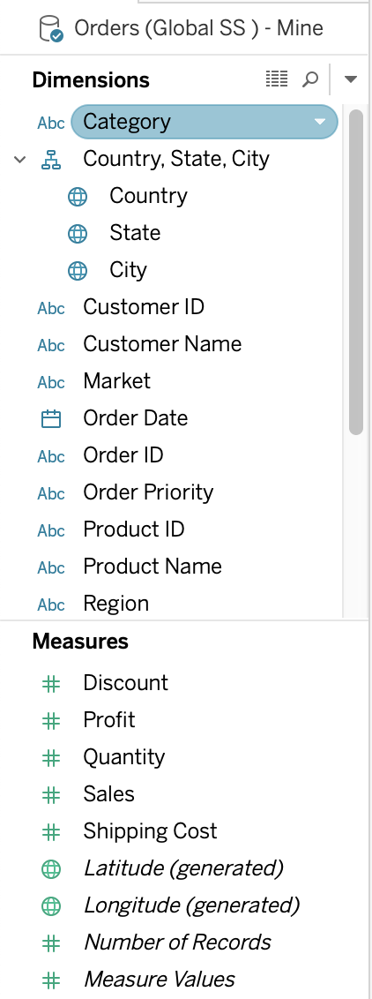 Orders (Global SS ) - Mine
Dimensions
Abc Category
Country, State, City
Country
State
City
Abc Customer ID
Abc Customer Name
Abc Market
Order Date
Abc Order ID
Abc Order Priority
Abc Product ID
Abc Product Name
Abc Region
Measures
Discount
Profit
Quantity
Sales
Shipping Cost
Latitude (generated)
Longitude (generated)
Number of Records
Measure Values